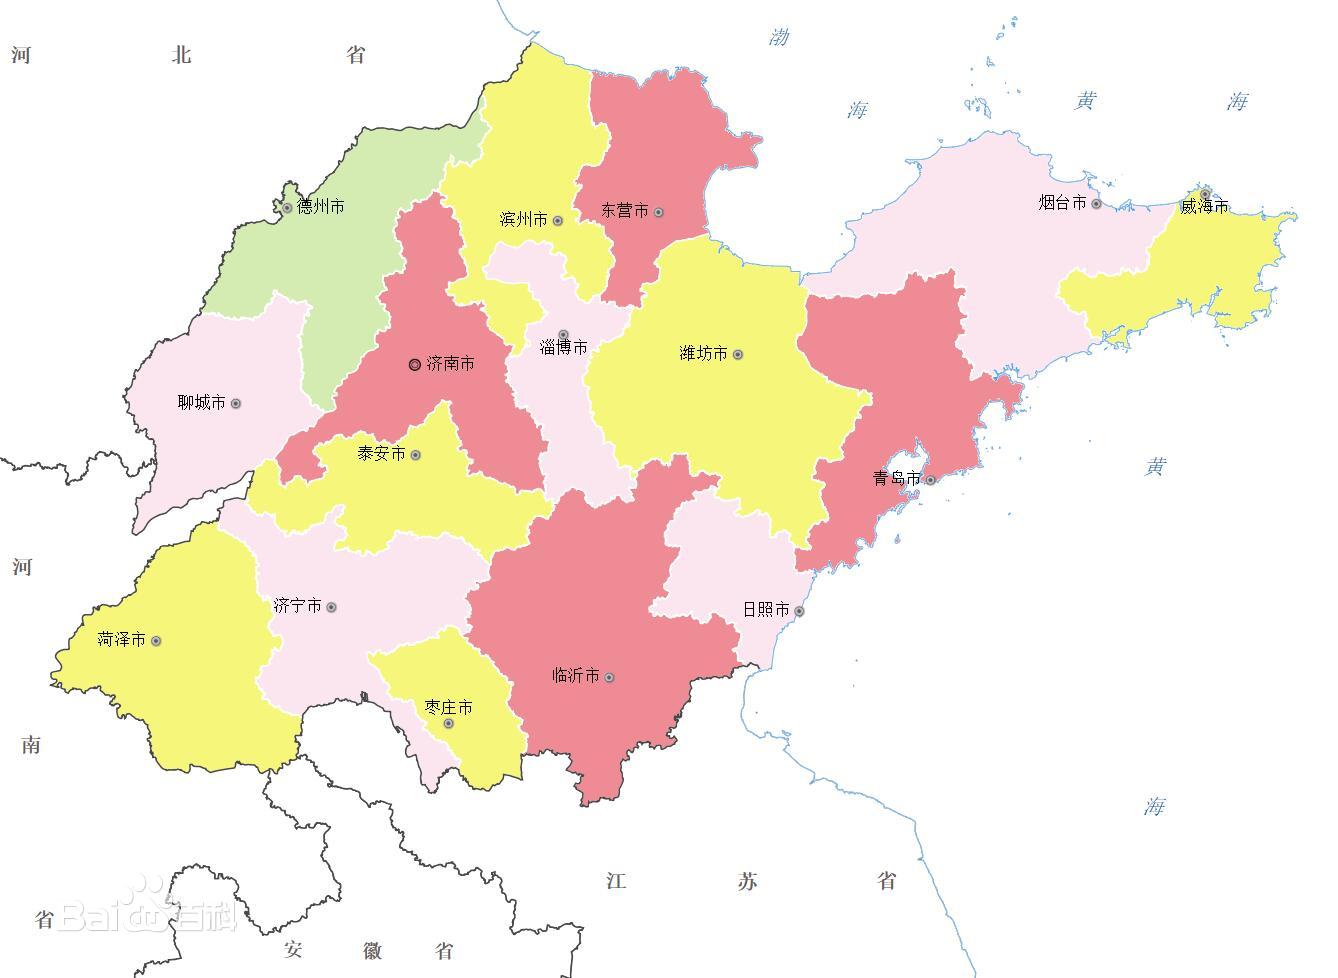 河 北 省
渤
海
黄 海
德州市
滨州市
东营市
烟台市
威海市
淄博市
潍坊市
济南市
聊城市
泰安市
青岛市
黄
河
济宁市
日照市
菏泽市
临沂市
枣庄市
南
海
江 苏 省
省
Bai百科
安 徽 省